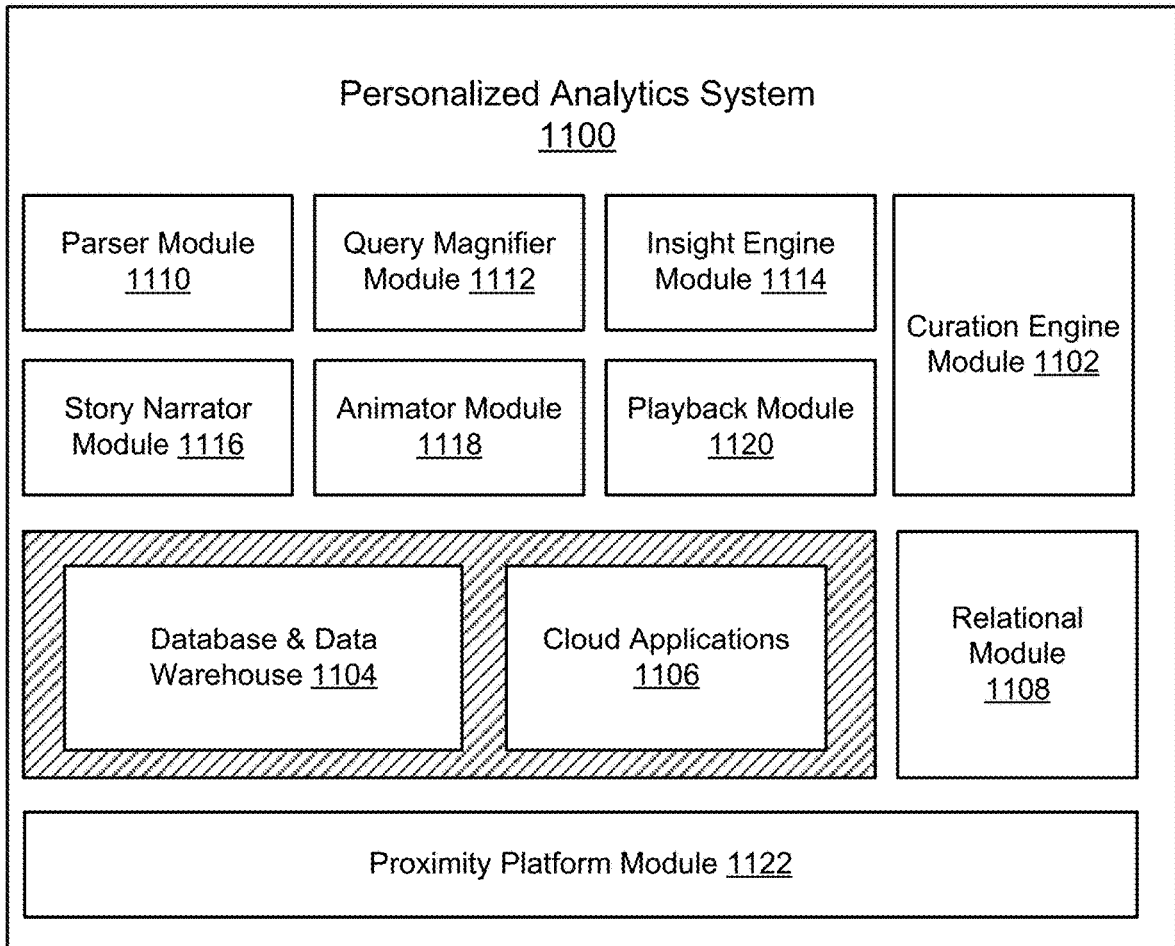 Personalized Analytics System
1100
Parser Module
1110
Query Magnifier
Module 1112
Insight Engine
Module 1114
Curation Engine
Module 1102
Story Narrator
Module 1116
Animator Module
1118
Playback Module
1120
Database & Data
Warehouse 1104
Cloud Applications
1106
Relational
Module
1108
Proximity Platform Module 1122